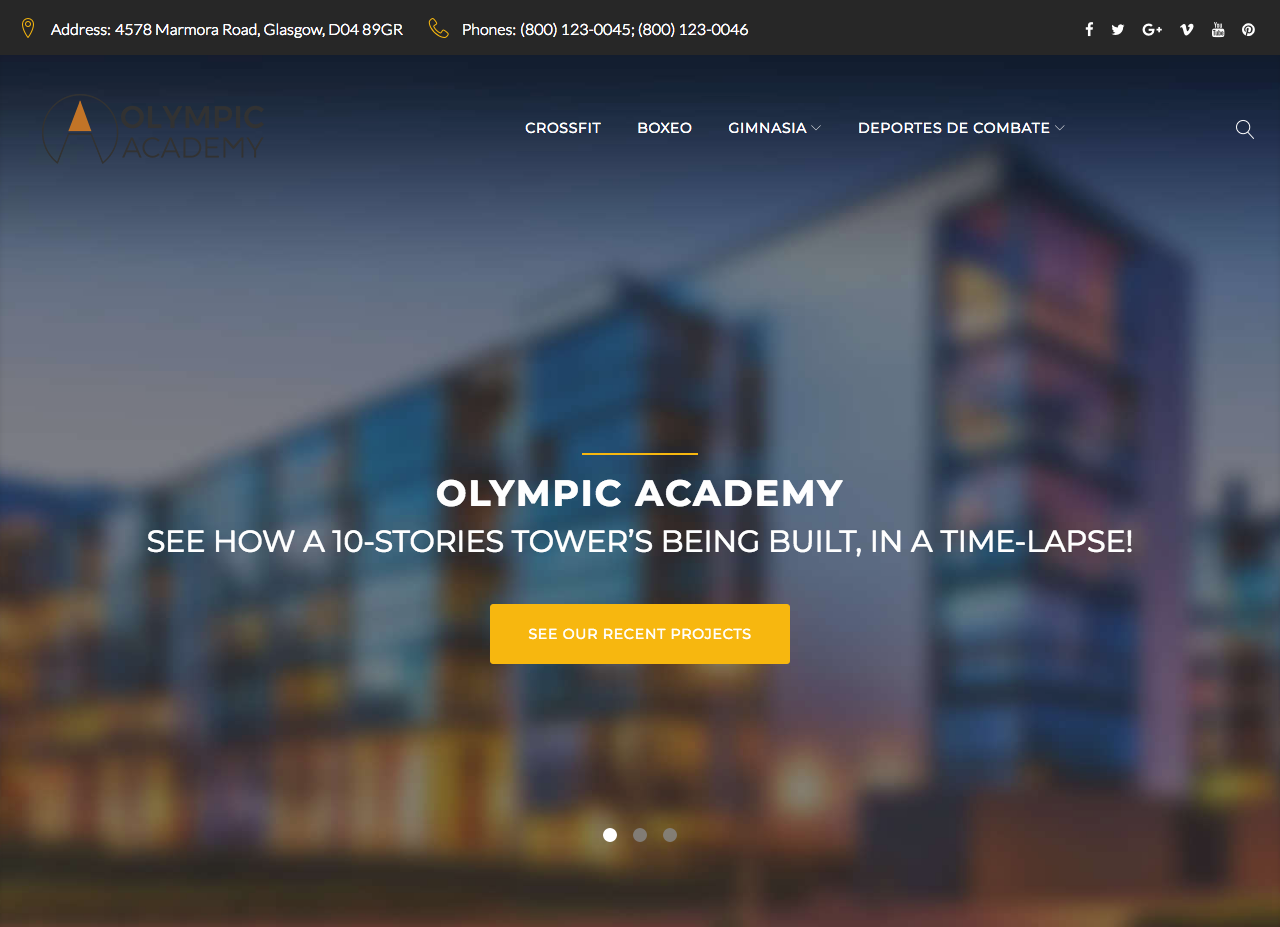 Address: 4578 Marmora Road, Glasgow, D04 89GR
Phones: (800) 123-0045; (800) 123-0046
OLYMPIC
ACADEMY
CROSSFIT
BOXEO
GIMNASIA
DEPORTES DE COMBATE
OLYMPIC ACADEMY
SEE HOW A 10-STORIES TOWER’S BEING BUILT, IN A TIME-LAPSE!
SEE OUR RECENT PROJECTS